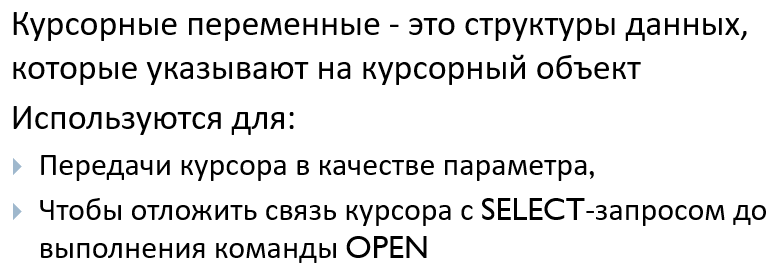 Курсорные переменные - это структуры данных,
которые указывают на курсорный объект
Используются для:
Передачи курсора в качестве параметра,
Чтобы отложить связь курсора с SELECT-запросом до
выполнения команды OPEN